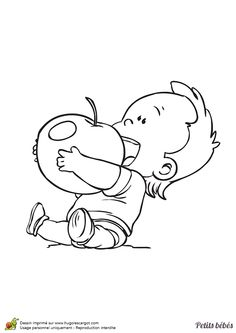 Dessin imprimé sur www.hugolescargot.com
Usage personnel uniquement - Reproduction interdite
Petits bébés